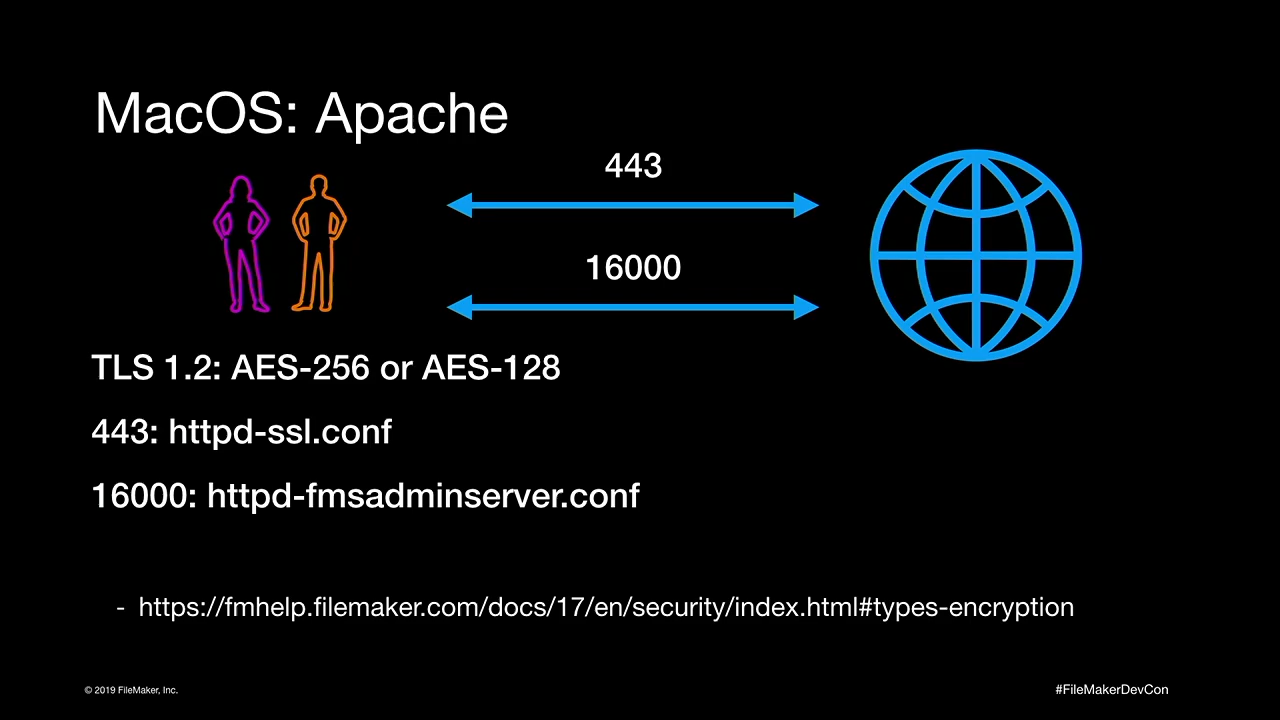 MacOS: Apache
443
16000
TLS 1.2: AES-256 or AES-128
443: httpd-ssl.conf
16000: httpd-fmsadminserver.conf
- https://fmhelp.filemaker.com/docs/17/en/security/index.html#types-encryption
© 2019 FileMaker, Inc.
#FileMakerDevCon